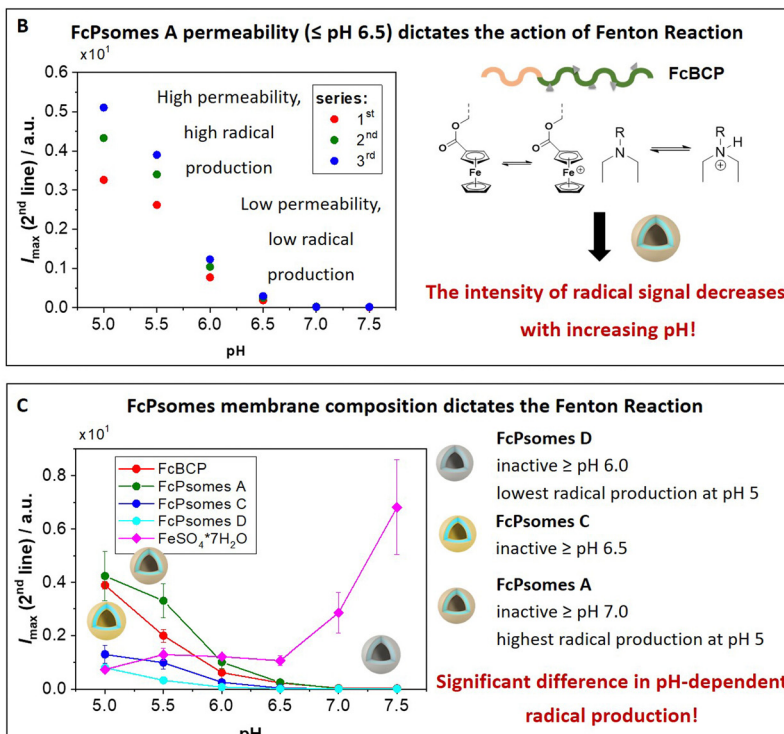 B
FcPsomes A permeability (≤ pH 6.5) dictates the action of Fenton Reaction
x10¹
0.6
0.5
0.4
0.3
0.2
0.1
0.0
I_max (2nd line) / a.u.
5.0 5.5 6.0 6.5 7.0 7.5
pH
High permeability,
high radical
production
series:
1st
2nd
3rd
Low permeability,
low radical
production
FcBCP
O O R R H
O O N N
Fe Fe ⊕ ⊕
The intensity of radical signal decreases
with increasing pH!
C
FcPsomes membrane composition dictates the Fenton Reaction
x10¹
0.8
0.6
0.4
0.2
0.0
I_max (2nd line) / a.u.
5.0 5.5 6.0 6.5 7.0 7.5
pH
FcBCP
FcPsomes A
FcPsomes C
FcPsomes D
FeSO₄*7H₂O
FcPsomes D
inactive ≥ pH 6.0
lowest radical production at pH 5
FcPsomes C
inactive ≥ pH 6.5
FcPsomes A
inactive ≥ pH 7.0
highest radical production at pH 5
Significant difference in pH-dependent
radical production!